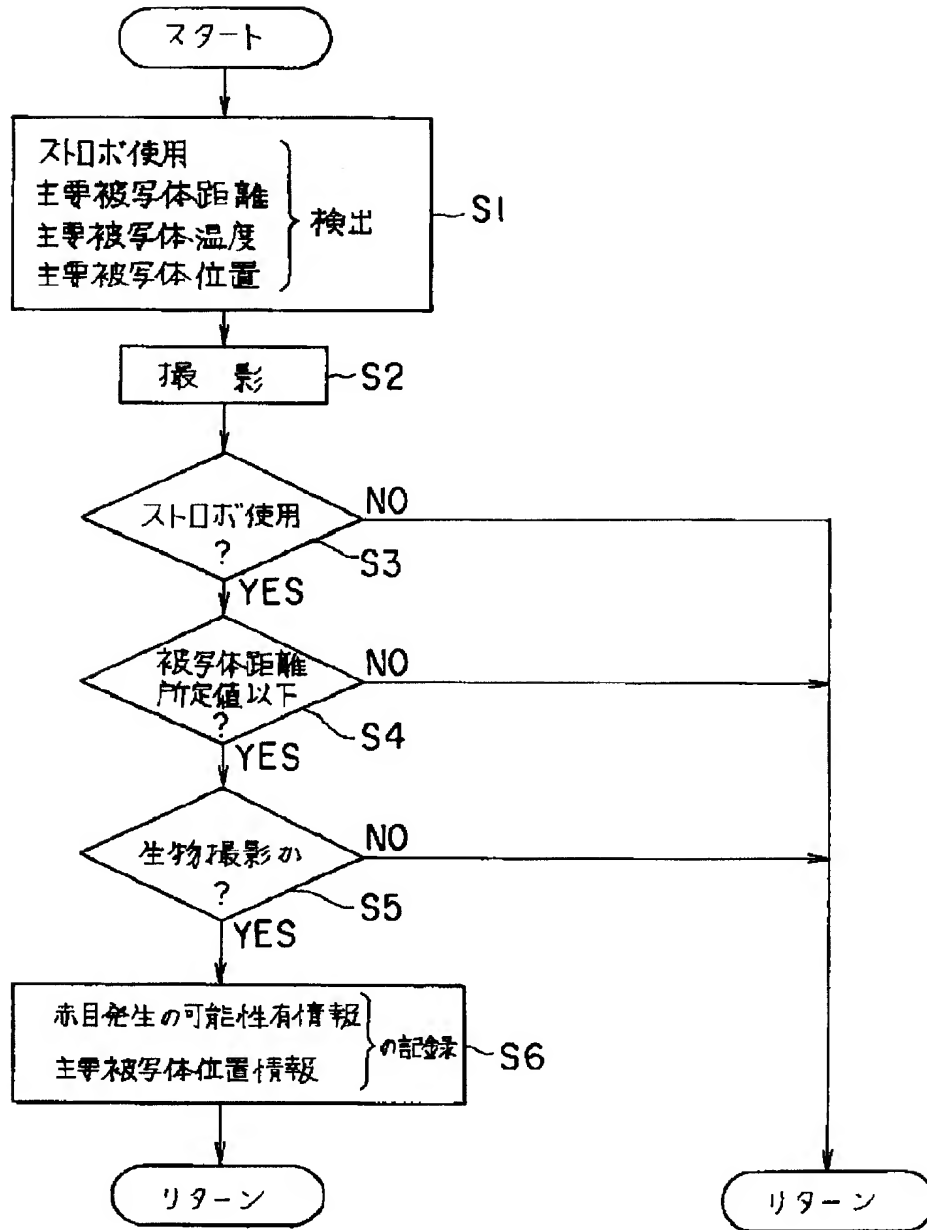 スタート
ストロボ使用
主要被写体距離
主要被写体温度
主要被写体位置
検出
S1
撮 影
S2
ストロボ使用
?
NO
S3
YES
被写体距離
所定値以下
?
NO
S4
YES
生物撮影か
?
NO
S5
YES
赤目発生の可能性有情報
主要被写体位置情報
の記録
S6
リターン
リターン